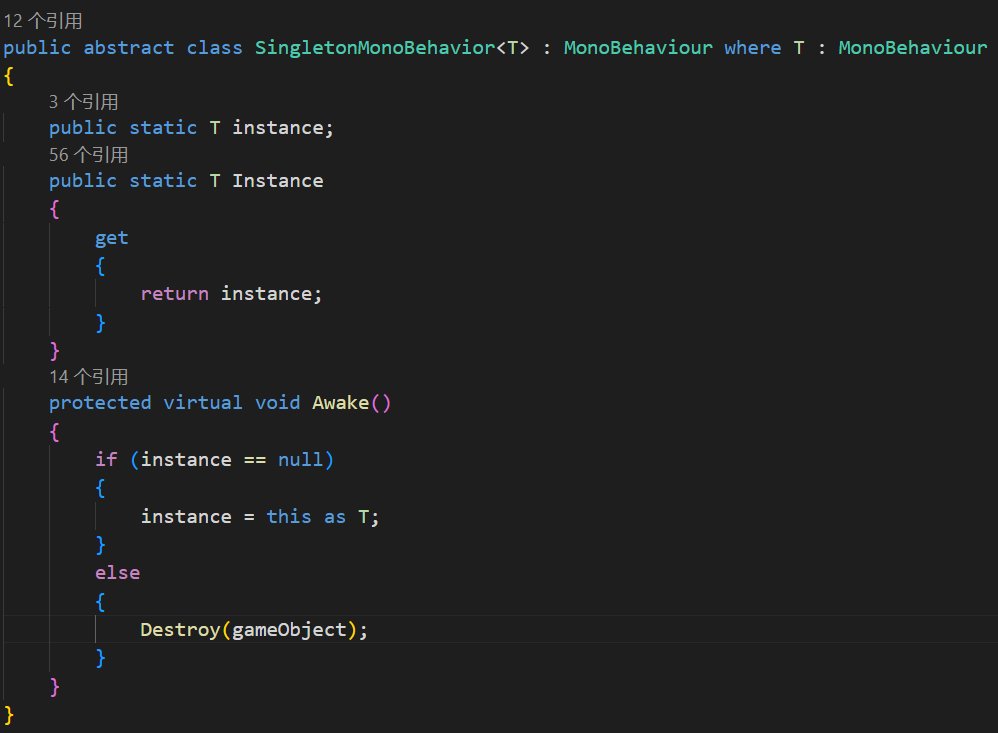 12 个引用
public abstract class SingletonMonoBehavior<T> : MonoBehaviour where T : MonoBehaviour
{
3 个引用
public static T instance;
56 个引用
public static T Instance
{
get
{
return instance;
}
}
14 个引用
protected virtual void Awake()
{
if (instance == null)
{
instance = this as T;
}
else
{
Destroy(gameObject);
}
}
}